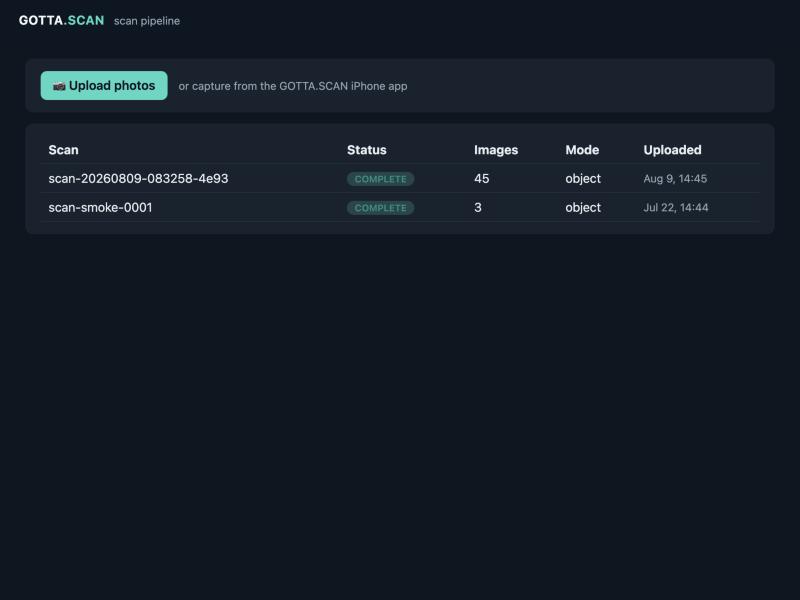 GOTTA.SCAN scan pipeline
Upload photos or capture from the GOTTA.SCAN iPhone app
Scan Status Images Mode Uploaded
scan-20260809-083258-4e93 COMPLETE 45 object Aug 9, 14:45
scan-smoke-0001 COMPLETE 3 object Jul 22, 14:44